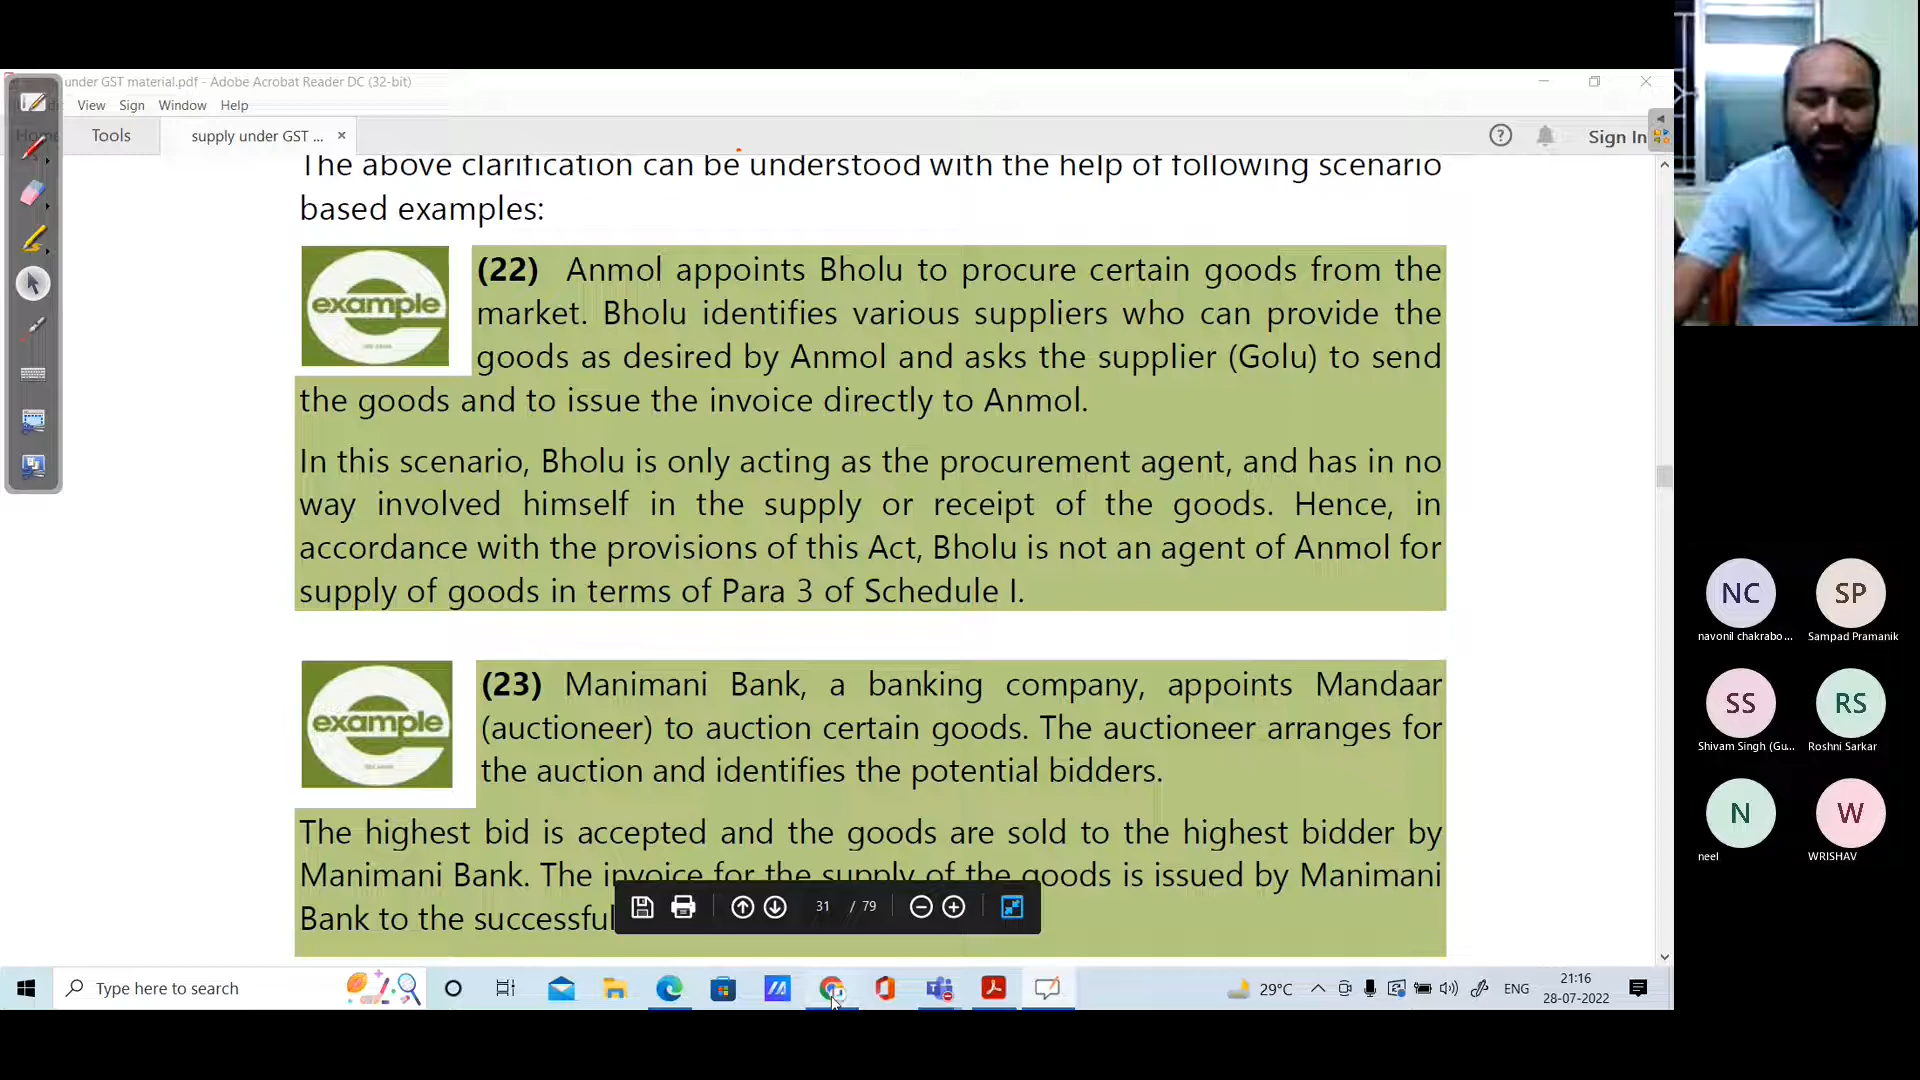 under GST material.pdf - Adobe Acrobat Reader DC (32-bit)
View Sign Window Help
Home Tools supply under GST ... × Sign In
The above clarification can be understood with the help of following scenario
based examples:
example
(22) Anmol appoints Bholu to procure certain goods from the
market. Bholu identifies various suppliers who can provide the
goods as desired by Anmol and asks the supplier (Golu) to send
the goods and to issue the invoice directly to Anmol.
In this scenario, Bholu is only acting as the procurement agent, and has in no
way involved himself in the supply or receipt of the goods. Hence, in
accordance with the provisions of this Act, Bholu is not an agent of Anmol for
supply of goods in terms of Para 3 of Schedule I.
example
(23) Manimani Bank, a banking company, appoints Mandaar
(auctioneer) to auction certain goods. The auctioneer arranges for
the auction and identifies the potential bidders.
The highest bid is accepted and the goods are sold to the highest bidder by
Manimani Bank. The invoice for the supply of the goods is issued by Manimani
Bank to the successful
31 / 79
Type here to search
29°C
ENG
21:16
28-07-2022
NC SP
navonil chakrabo... Sampad Pramanik
SS RS
Shivam Singh (Gu... Roshni Sarkar
N W
neel WRISHAV